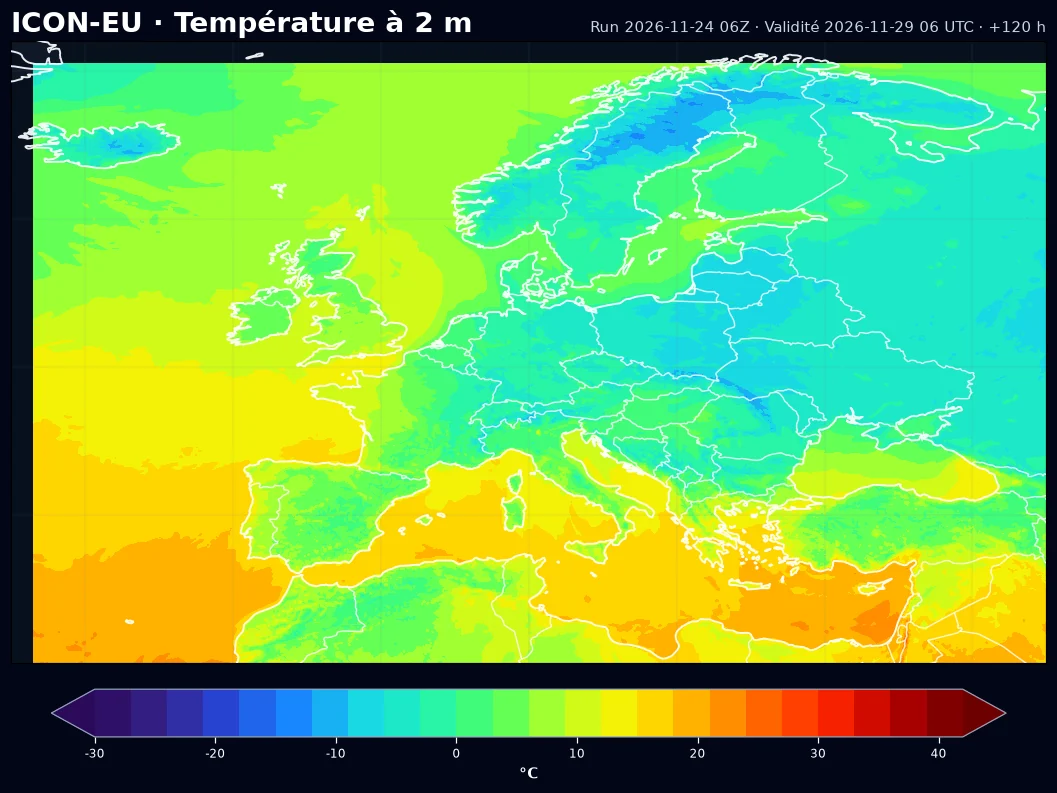 ICON-EU · Température à 2 m
Run 2026-11-24 06Z · Validité 2026-11-29 06 UTC · +120 h
-30 -20 -10 0 10 20 30 40
°C